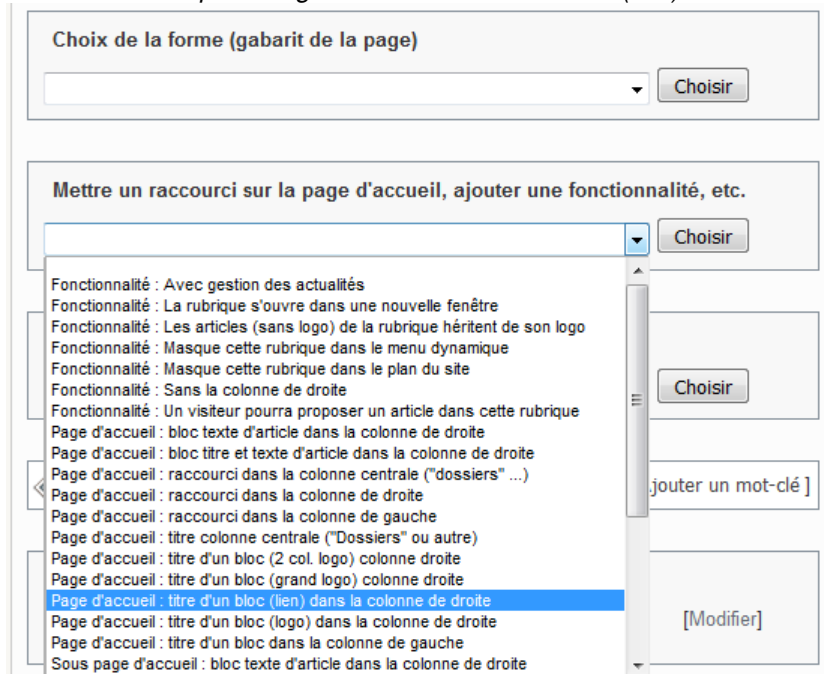 Choix de la forme (gabarit de la page)
Choisir
Mettre un raccourci sur la page d'accueil, ajouter une fonctionnalité, etc.
Choisir
Fonctionnalité : Avec gestion des actualités
Fonctionnalité : La rubrique s'ouvre dans une nouvelle fenêtre
Fonctionnalité : Les articles (sans logo) de la rubrique héritent de son logo
Fonctionnalité : Masque cette rubrique dans le menu dynamique
Fonctionnalité : Masque cette rubrique dans le plan du site
Fonctionnalité : Sans la colonne de droite
Choisir
Fonctionnalité : Un visiteur pourra proposer un article dans cette rubrique
Page d'accueil : bloc texte d'article dans la colonne de droite
Page d'accueil : bloc titre et texte d'article dans la colonne de droite
Page d'accueil : raccourci dans la colonne centrale ("dossiers" ...)
jouter un mot-clé ]
Page d'accueil : raccourci dans la colonne de droite
Page d'accueil : raccourci dans la colonne de gauche
Page d'accueil : titre colonne centrale ("Dossiers" ou autre)
Page d'accueil : titre d'un bloc (2 col. logo) colonne droite
Page d'accueil : titre d'un bloc (grand logo) colonne droite
Page d'accueil : titre d'un bloc (lien) dans la colonne de droite
Page d'accueil : titre d'un bloc (logo) dans la colonne de droite
[Modifier]
Page d'accueil : titre d'un bloc dans la colonne de gauche
Sous page d'accueil : bloc texte d'article dans la colonne de droite